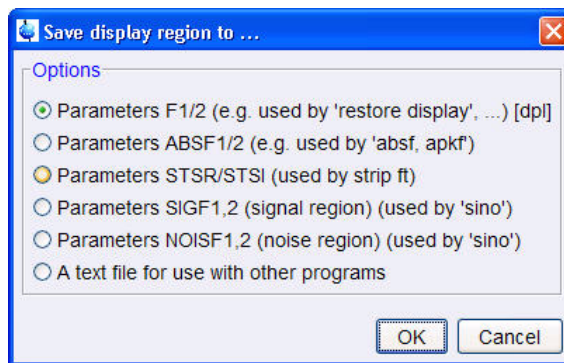 Save display region to ...
Options
Parameters F1/2 (e.g. used by 'restore display', ...) [dpl]
Parameters ABSF1/2 (e.g. used by 'absf, apkf')
Parameters STSR/STSI (used by strip ft)
Parameters SIGF1,2 (signal region) (used by 'sino')
Parameters NOISF1,2 (noise region) (used by 'sino')
A text file for use with other programs
OK Cancel